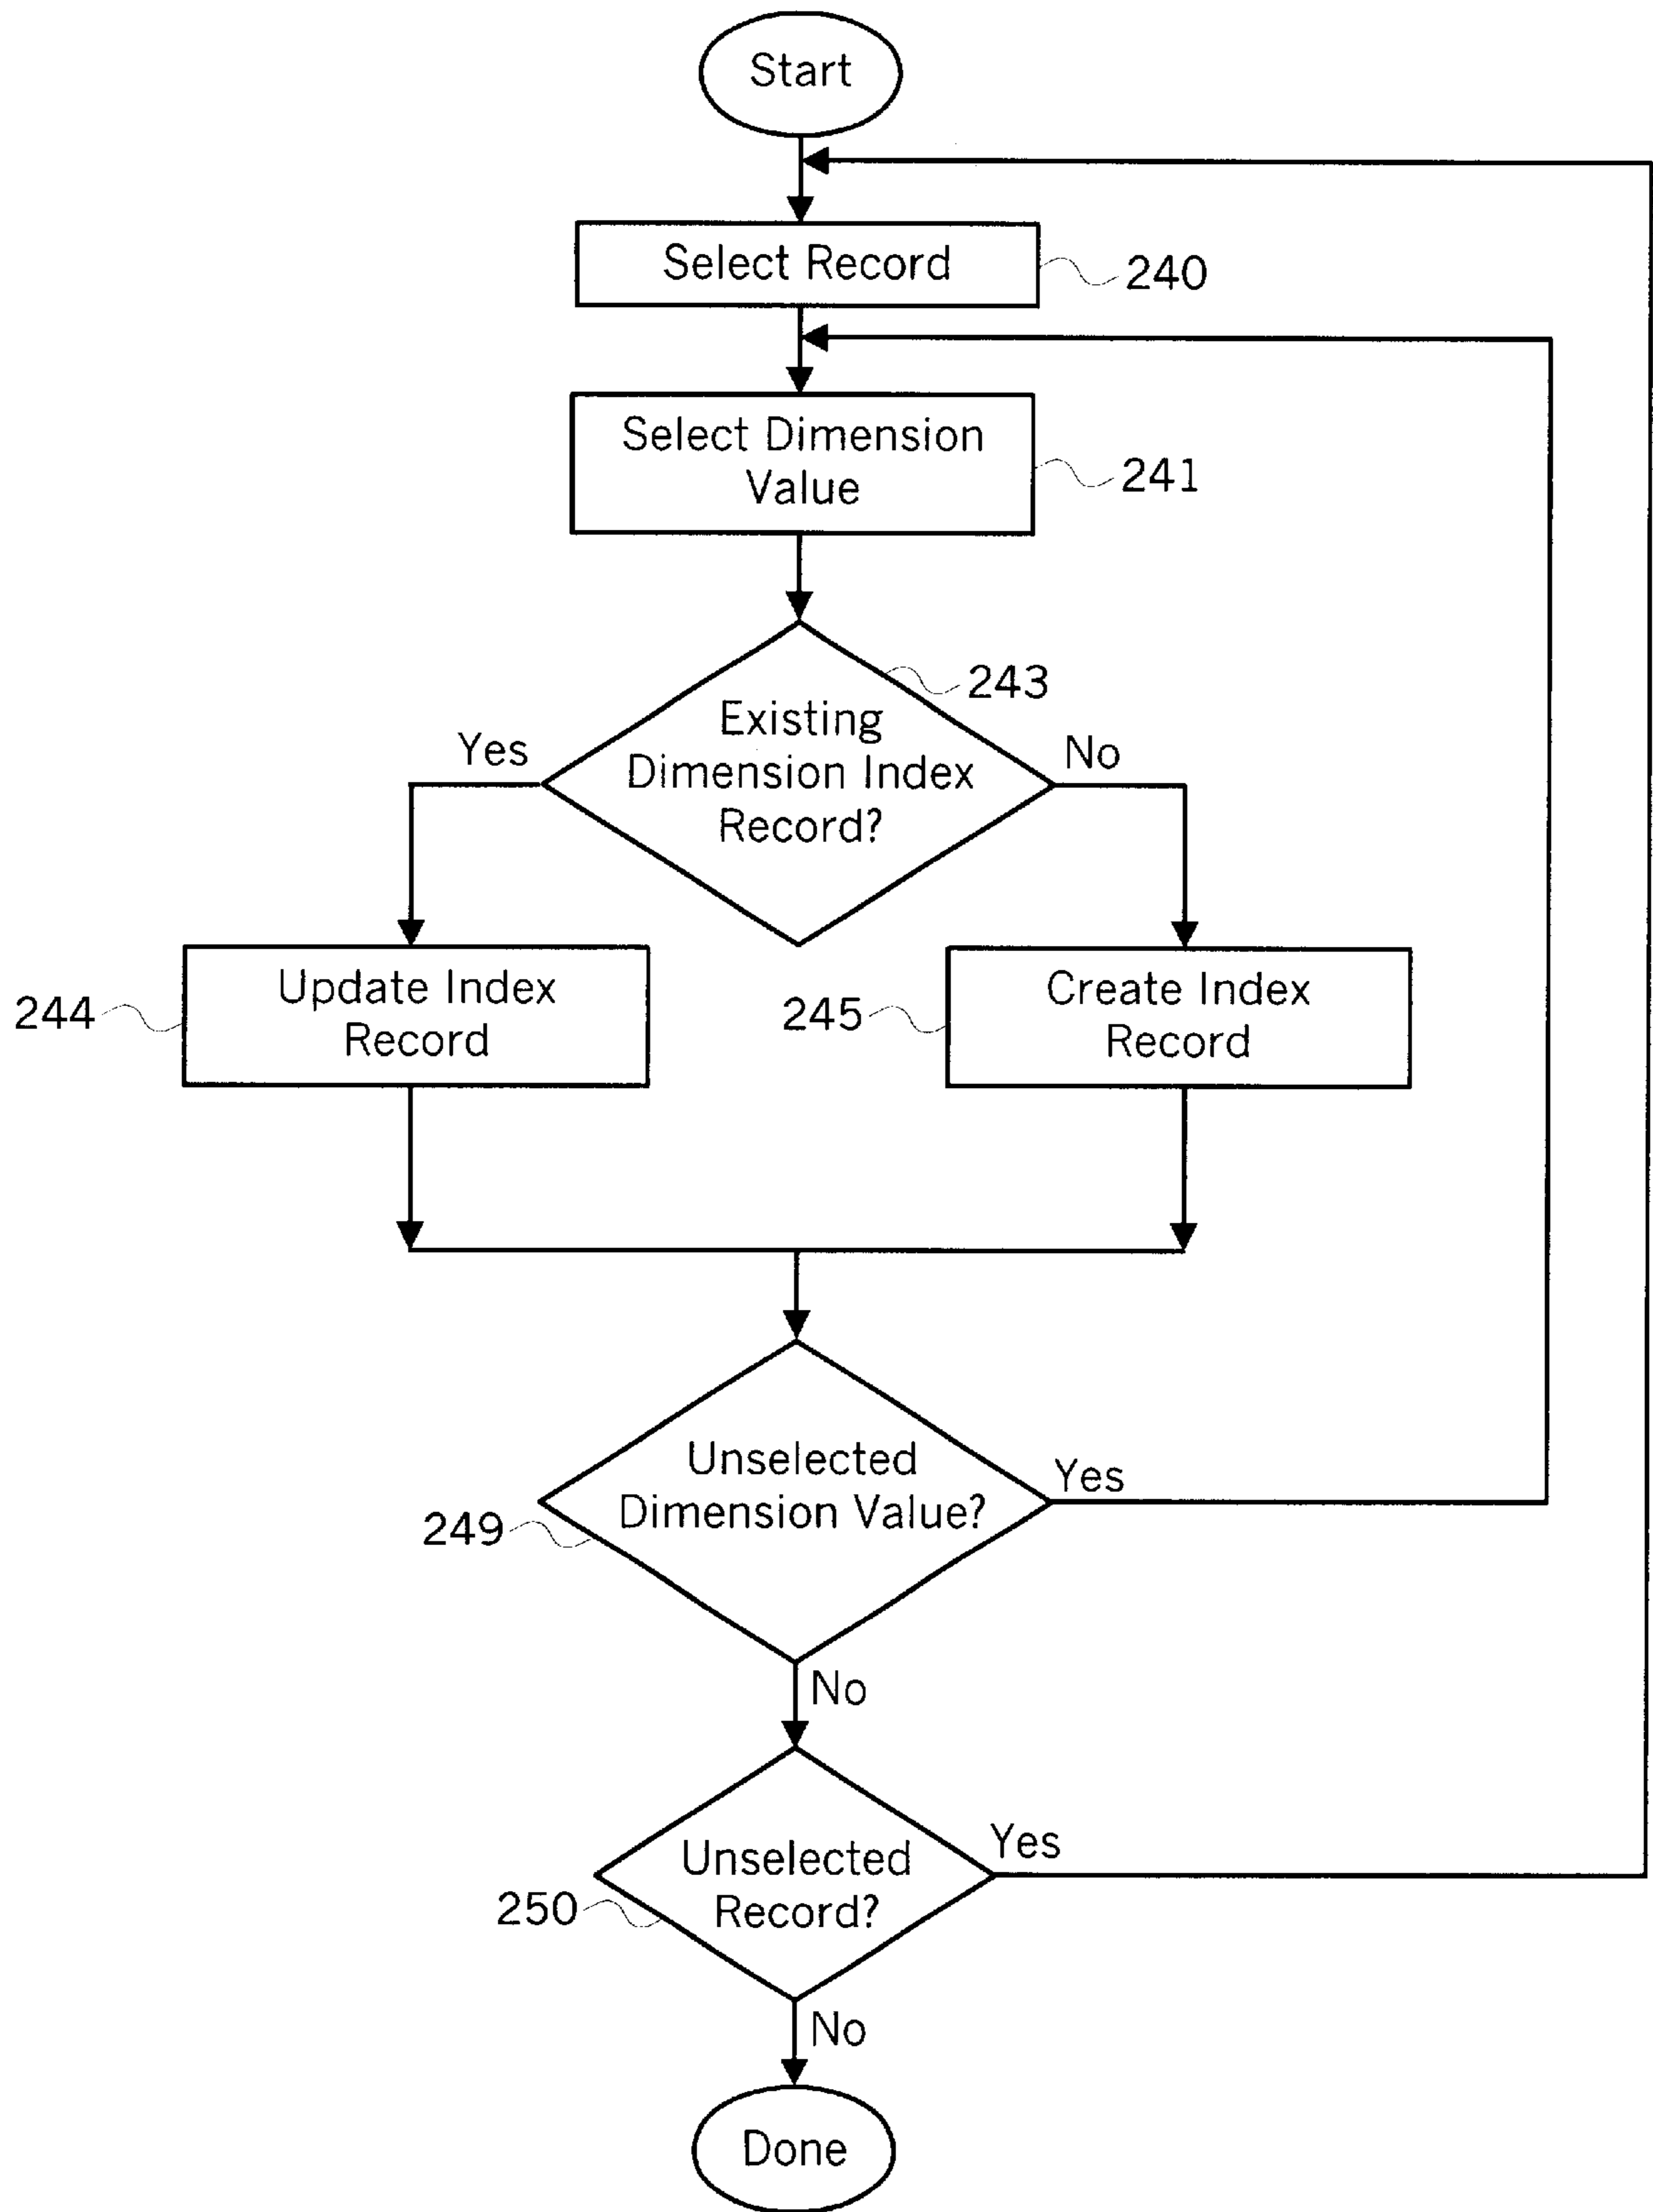 Start
Select Record
240
Select Dimension
Value
241
243
Existing
Dimension Index
Record?
Yes
No
Update Index
Record
244
Create Index
Record
245
Unselected
Dimension Value?
Yes
249
No
Unselected
Record?
Yes
250
No
Done